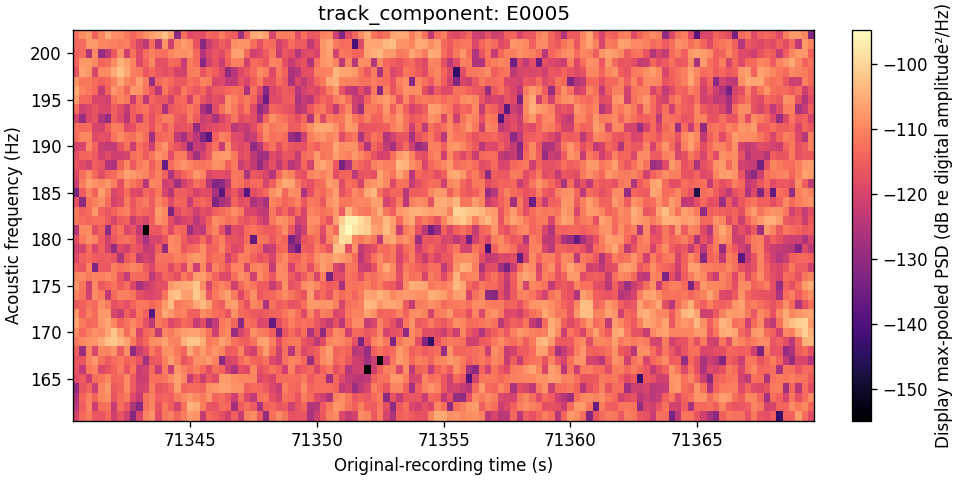 track_component: E0005
200
195
190
185
180
175
170
165
Acoustic frequency (Hz)
71345 71350 71355 71360 71365
Original-recording time (s)
−100
−110
−120
−130
−140
−150
Display max-pooled PSD (dB re digital amplitude²/Hz)